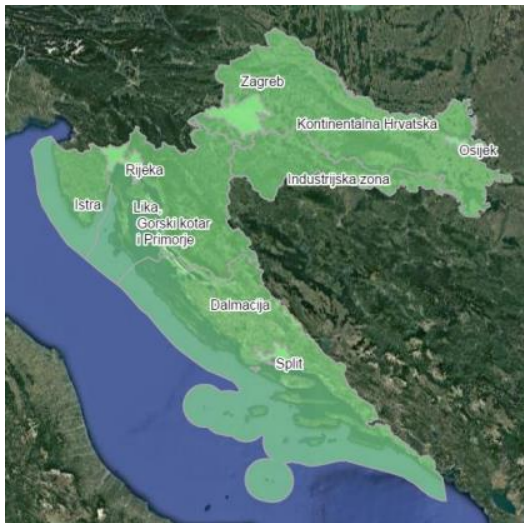 Zagreb
Kontinentalna Hrvatska
Osijek
Rijeka
Industrijska zona
Istra
Lika,
Gorski kotar
i Primorje
Dalmacija
Split